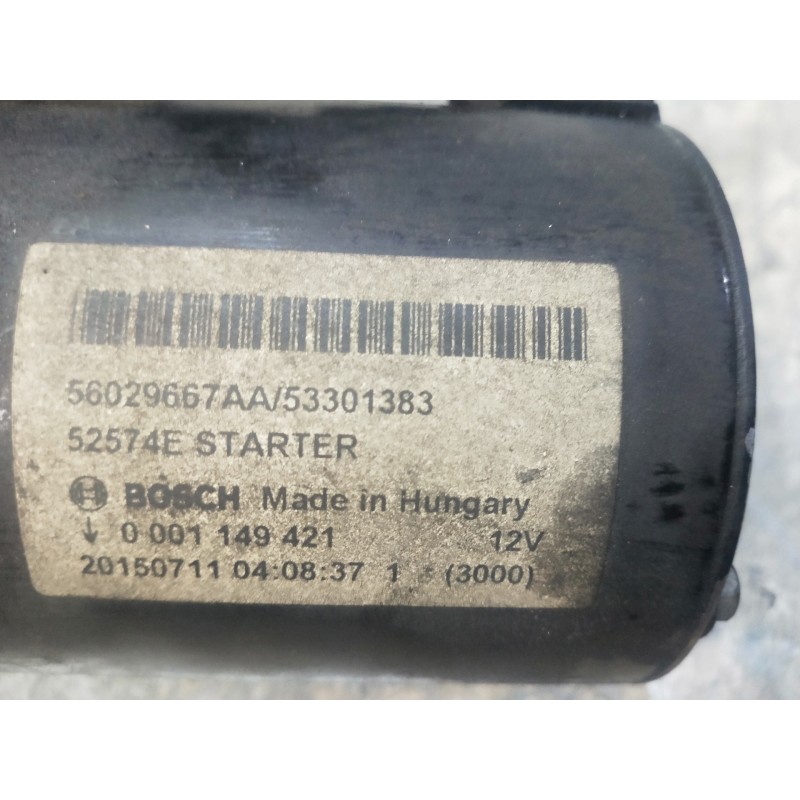 56029667AA/53301383
52574E STARTER
BOSCH Made in Hungary
0 001 149 421 12V
20150711 04:08:37 1 (3000)